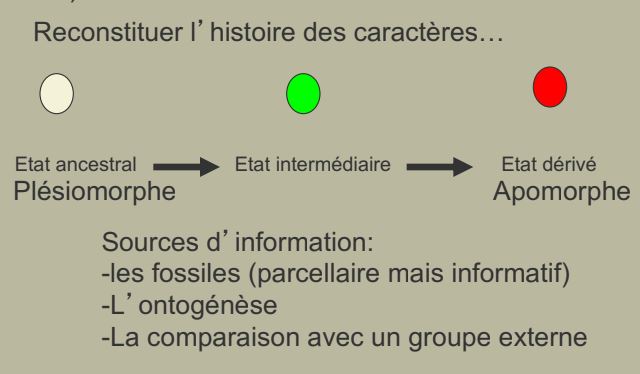 Reconstituer l’histoire des caractères…
Etat ancestral Etat intermédiaire Etat dérivé
Plésiomorphe Apomorphe
Sources d’information:
-les fossiles (parcellaire mais informatif)
-L’ontogénèse
-La comparaison avec un groupe externe